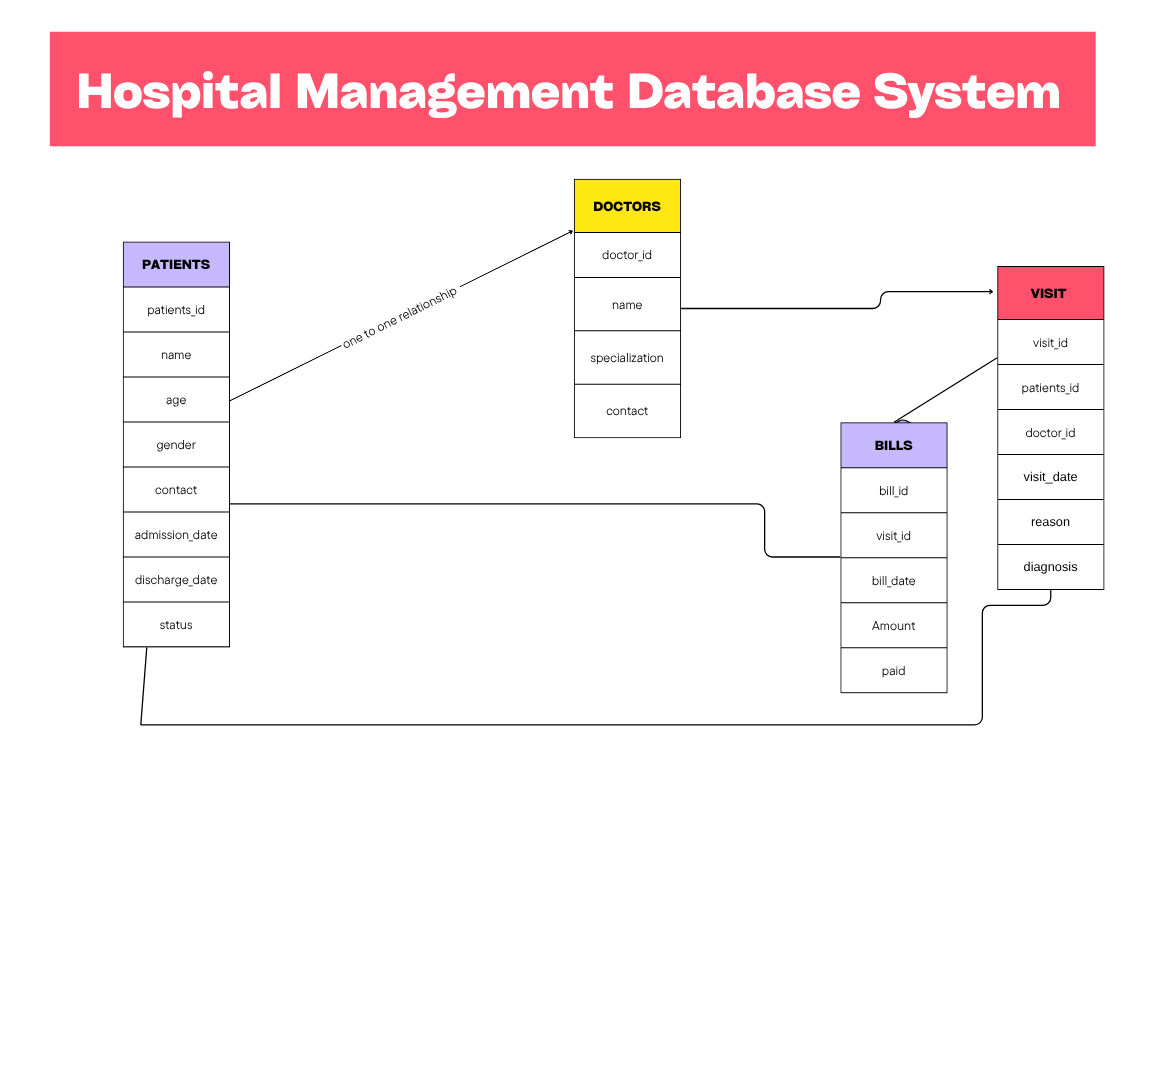 Hospital Management Database System
PATIENTS
patients_id
name
age
gender
contact
admission_date
discharge_date
status
one to one relationship
DOCTORS
doctor_id
name
specialization
contact
BILLS
bill_id
visit_id
bill_date
Amount
paid
VISIT
visit_id
patients_id
doctor_id
visit_date
reason
diagnosis